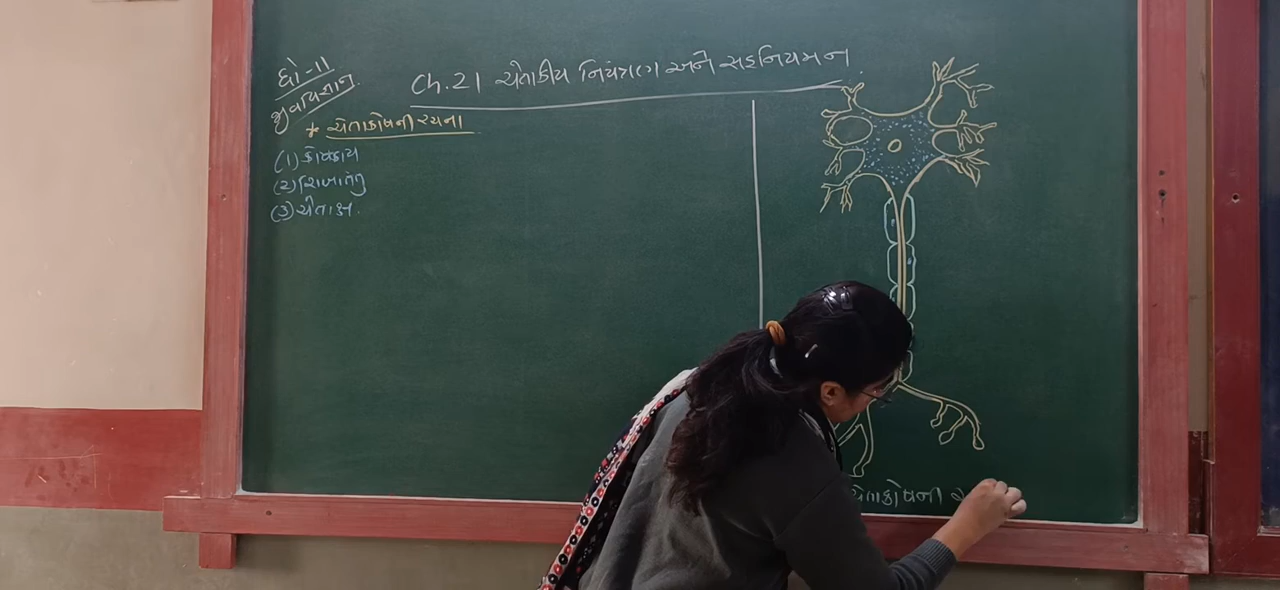 ધો-11
જીવવિજ્ઞાન
Ch.21 ચેતાકીય નિયંત્રણ અને સહનિયમન
* ચેતાકોષની રચના
(1) કોષકાય
(2) શિખાતંતુ
(3) ચેતાક્ષ.
ચેતાકોષની ર